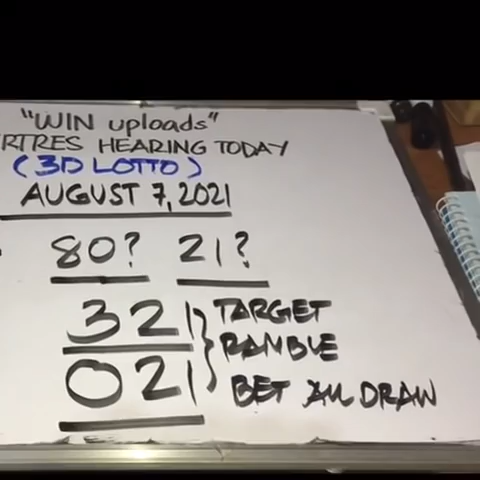 "WIN uploads"
RTRES HEARING TODAY
(3D LOTTO)
AUGUST 7, 2021
80? 21?
321 TARGET
RAMBLE
021 BET ALL DRAW